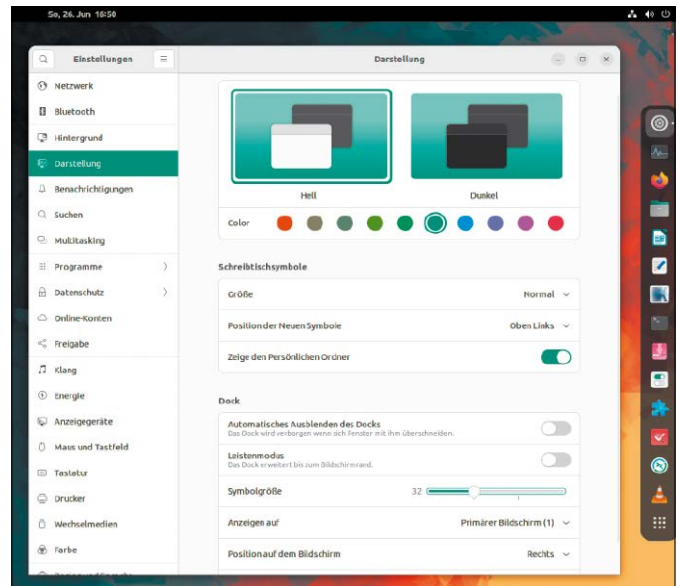 So, 26. Jun 16:50
Einstellungen
Darstellung
Netzwerk
Bluetooth
Hintergrund
Darstellung
Benachrichtigungen
Suchen
Multitasking
Programme
Datenschutz
Online-Konten
Freigabe
Klang
Energie
Anzeigegeräte
Maus und Tastfeld
Tastatur
Drucker
Wechselmedien
Farbe
Hell
Dunkel
Color
Schreibtischsymbole
Größe
Normal
Position der Neuen Symbole
Oben Links
Zeige den Persönlichen Ordner
Dock
Automatisches Ausblenden des Docks
Das Dock wird verborgen wenn sich Fenster mit ihm überschneiden.
Leistenmodus
Das Dock erweitert bis zum Bildschirmrand.
Symbolgröße
32
Anzeigen auf
Primärer Bildschirm (1)
Position auf dem Bildschirm
Rechts